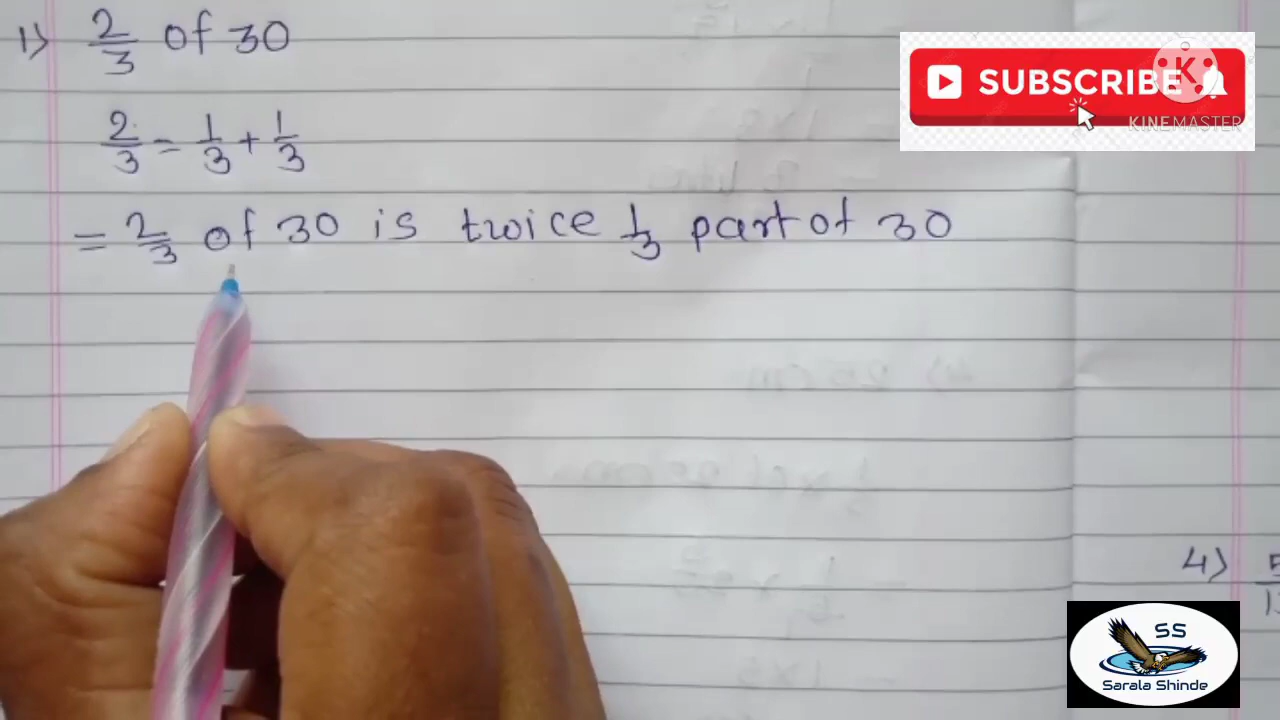 1) 2/3 of 30
2/3 = 1/3 + 1/3
= 2/3 of 30 is twice 1/3 part of 30
SUBSCRIBE
KINEMASTER
4) 5
SS
Sarala Shinde